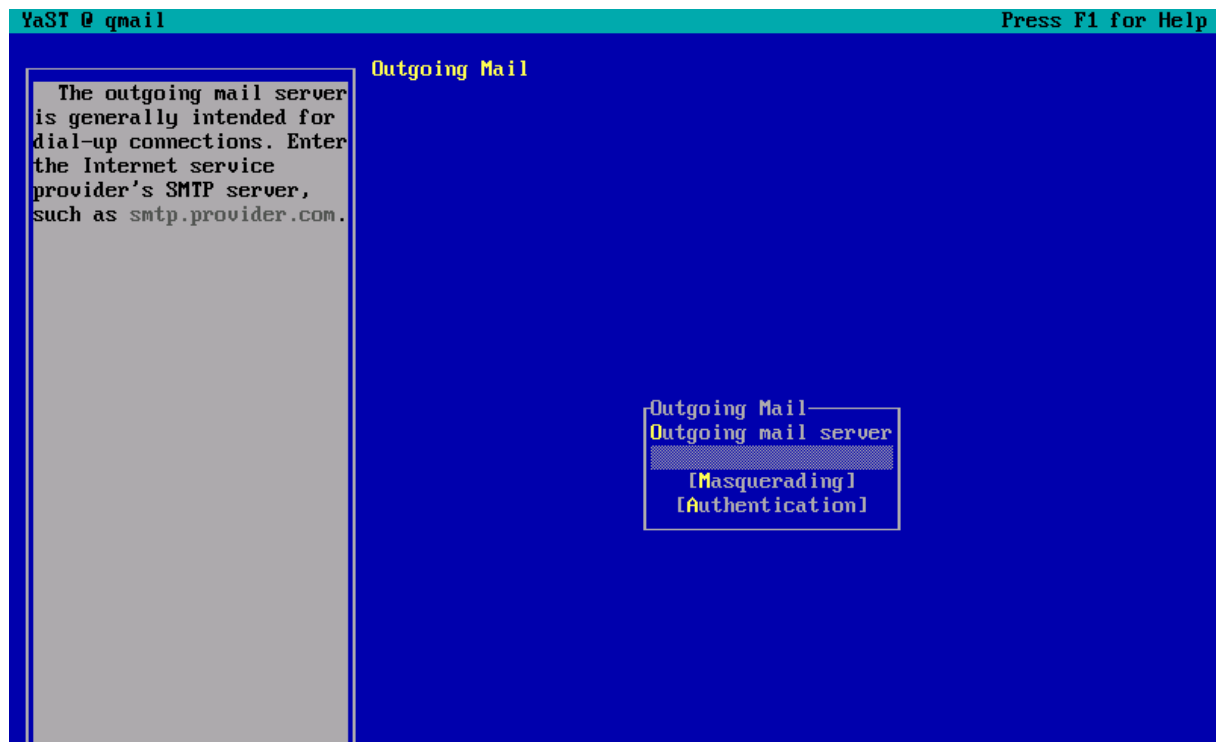 YaST @ qmail Press F1 for Help
Outgoing Mail
The outgoing mail server
is generally intended for
dial-up connections. Enter
the Internet service
provider's SMTP server,
such as smtp.provider.com.
Outgoing Mail
Outgoing mail server
[Masquerading]
[Authentication]